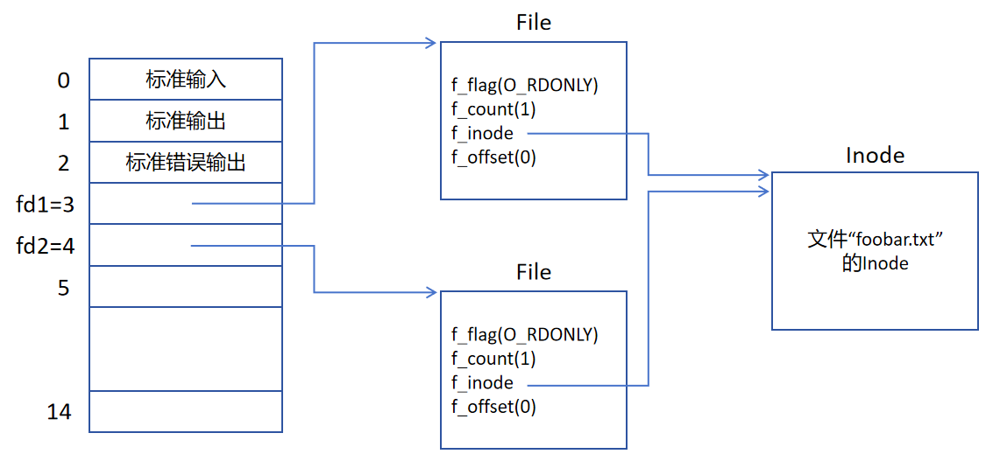 0
标准输入
1
标准输出
2
标准错误输出
fd1=3
fd2=4
5
14
File
f_flag(O_RDONLY)
f_count(1)
f_inode
f_offset(0)
File
f_flag(O_RDONLY)
f_count(1)
f_inode
f_offset(0)
Inode
文件“foobar.txt”
的Inode